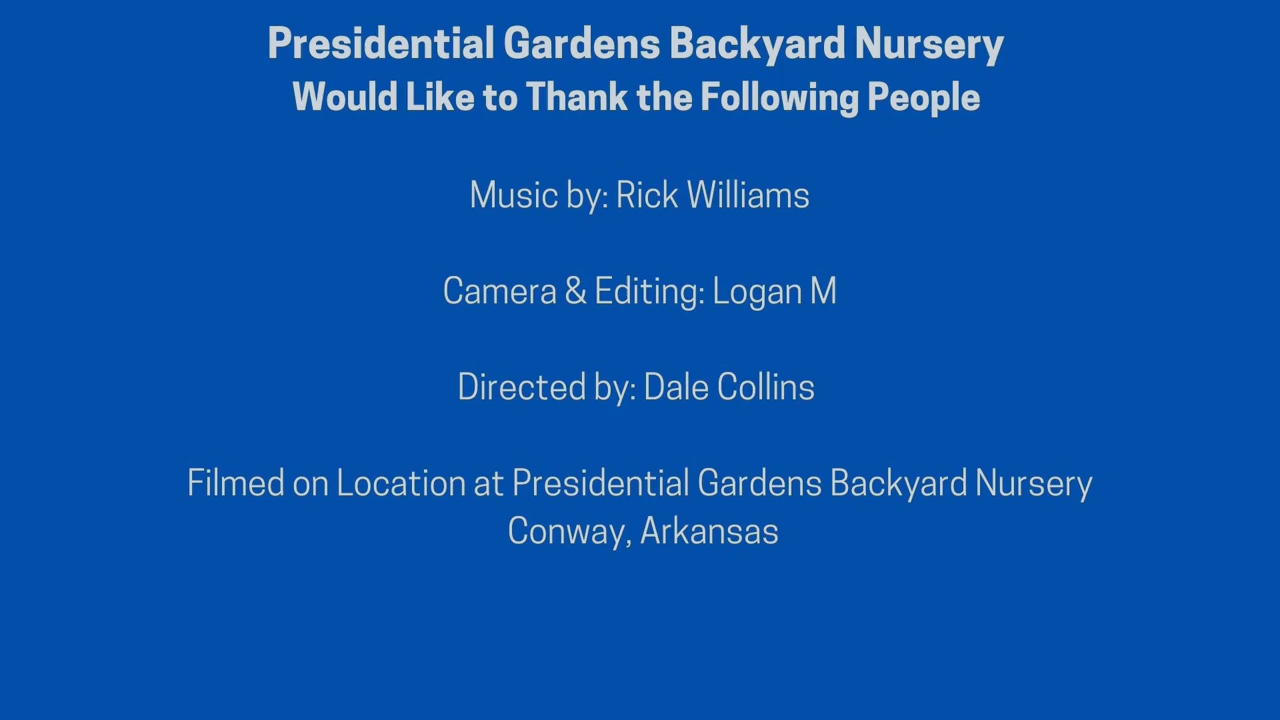 Presidential Gardens Backyard Nursery
Would Like to Thank the Following People
Music by: Rick Williams
Camera & Editing: Logan M
Directed by: Dale Collins
Filmed on Location at Presidential Gardens Backyard Nursery
Conway, Arkansas